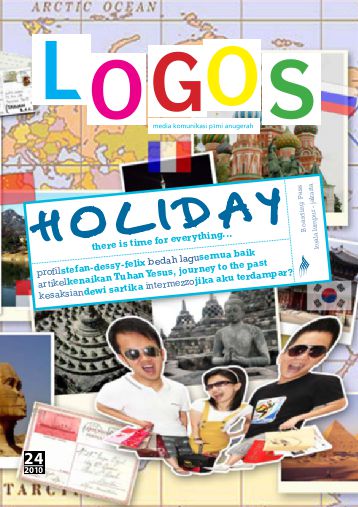 ARCTIC OCEAN
LOGOS
media komunikasi pimi anugerah
HOLIDAY
there is time for everything...
profilstefan-dessy-felix bedah lagusemua baik
artikelkenaikan Tuhan Yesus, journey to the past
kesaksiandewi sartika intermezzojika aku terdampar?
Boarding Pass
kuala lumpur - jakarta
24
2010
TARCTIC